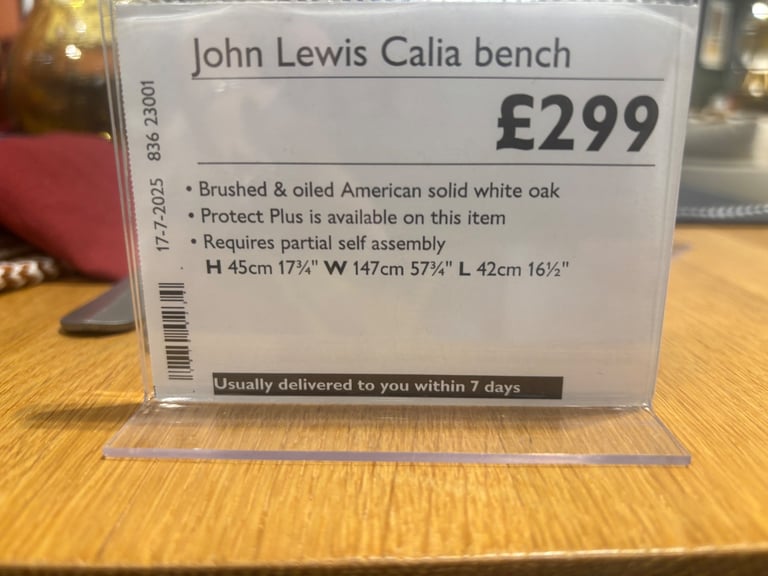 John Lewis Calia bench
£299
• Brushed & oiled American solid white oak
• Protect Plus is available on this item
• Requires partial self assembly
H 45cm 17¾" W 147cm 57¾" L 42cm 16½"
Usually delivered to you within 7 days
17-7-2025 836 23001